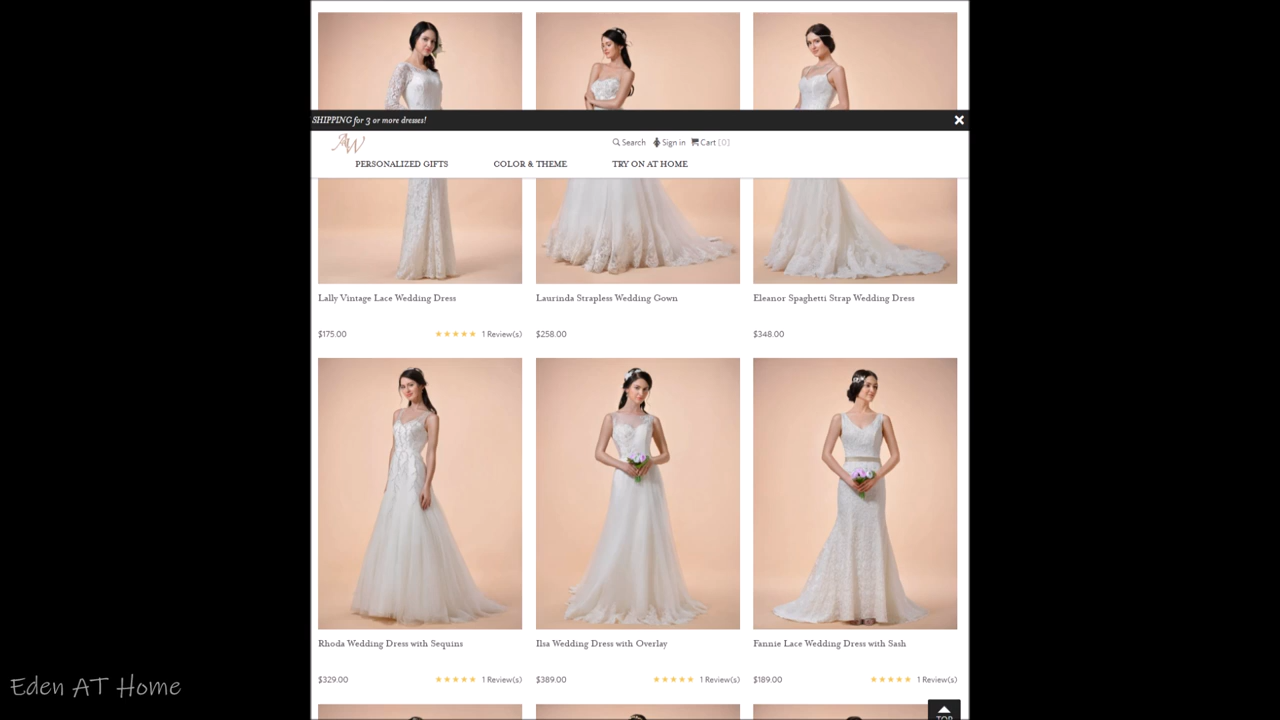 SHIPPING for 3 or more dresses!
AW
Search Sign in Cart [0]
PERSONALIZED GIFTS COLOR & THEME TRY ON AT HOME
Lally Vintage Lace Wedding Dress
$175.00 1 Review(s)
Laurinda Strapless Wedding Gown
$258.00
Eleanor Spaghetti Strap Wedding Dress
$348.00
Rhoda Wedding Dress with Sequins
$329.00 1 Review(s)
Ilsa Wedding Dress with Overlay
$389.00 1 Review(s)
Fannie Lace Wedding Dress with Sash
$189.00 1 Review(s)
TOP
Eden AT Home